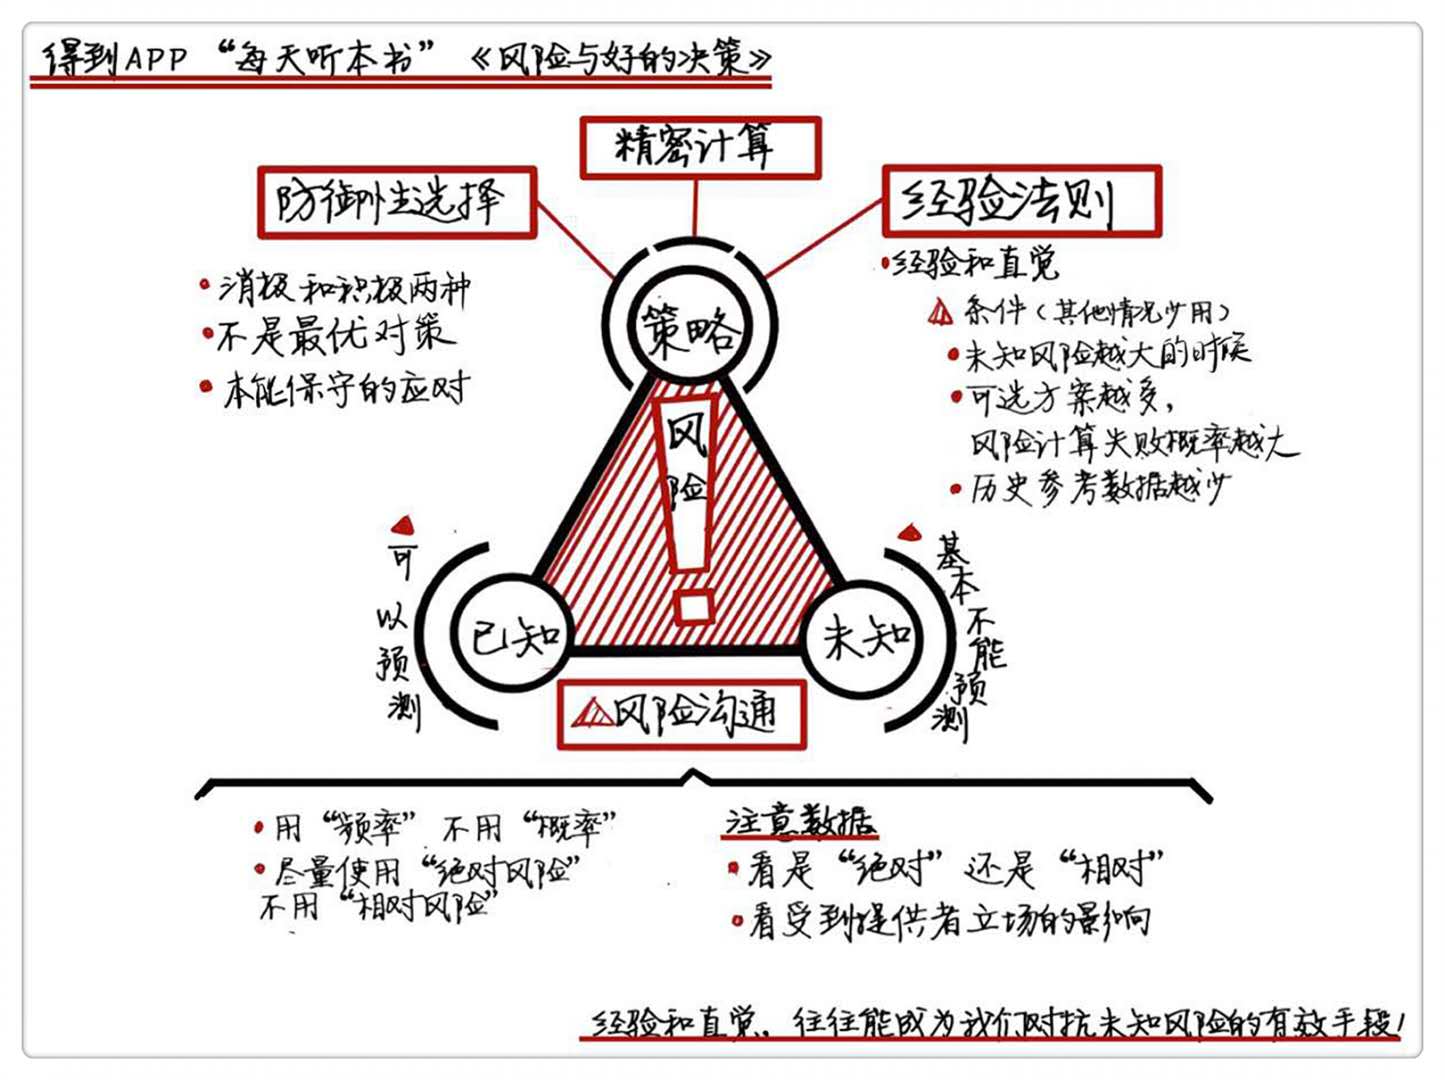 得到APP “每天听本书” 《风险与好的决策》
精密计算
防御性选择
经验法则
消极和积极两种
不是最优对策
本能保守的应对
经验和直觉
条件(其他情况少用)
未知风险越大的时候
可选方案越多,
风险计算失败概率越大
历史参考数据越少
策略
风险
已知
未知
可以预测
基本不能预测
风险沟通
用“频率” 不用“概率”
尽量使用“绝对风险”
不用“相对风险”
注意数据
看是“绝对”还是“相对”
看受到提供者立场的影响
经验和直觉,往往能成为我们对抗未知风险的有效手段!